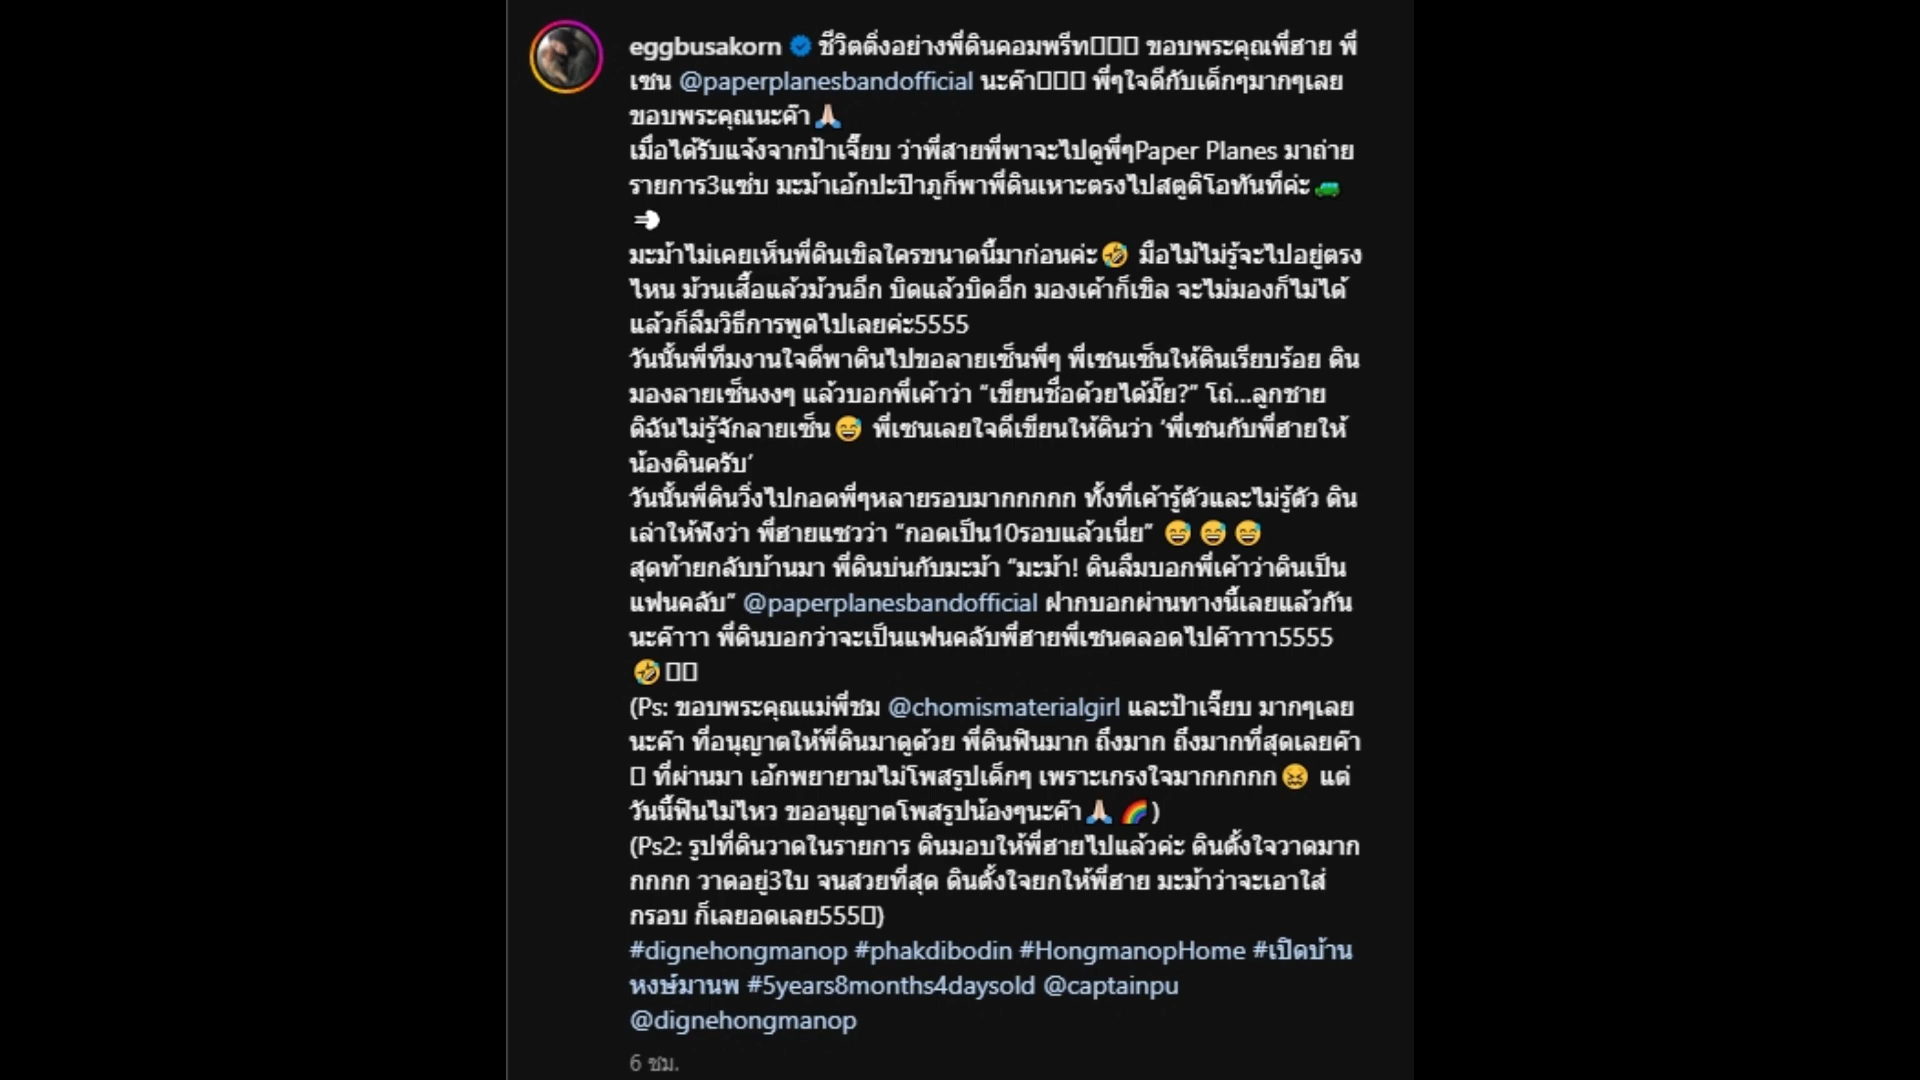 eggbusakorn ชีวิตติ่งอย่างพี่ดินคอมพรีท ขอบพระคุณพี่ฮาย พี่
เซน @paperplanesbandofficial นะค๊า พี่ๆใจดีกับเด็กๆมากๆเลย
ขอบพระคุณนะค๊า🙏🏻
เมื่อได้รับแจ้งจากป้าเจี๊ยบ ว่าพี่สายพี่พาจะไปดูพี่ๆPaper Planes มาถ่าย
รายการ3แซ่บ มะม้าเอ้กปะป๊าภูก็พาพี่ดินเหาะตรงไปสตูดิโอทันทีค่ะ
มะม้าไม่เคยเห็นพี่ดินเขิลใครขนาดนี้มาก่อนค่ะ🤣 มือไม้ไม่รู้จะไปอยู่ตรง
ไหน ม้วนเสื้อแล้วม้วนอีก บิดแล้วบิดอีก มองเค้าก็เขิล จะไม่มองก็ไม่ได้
แล้วก็ลืมวิธีการพูดไปเลยค่ะ5555
วันนั้นพี่ทีมงานใจดีพาดินไปขอลายเซ็นพี่ๆ พี่เซนเซ็นให้ดินเรียบร้อย ดิน
มองลายเซ็นงงๆ แล้วบอกพี่เค้าว่า “เขียนชื่อด้วยได้มั๊ย?” โถ่...ลูกชาย
ดิฉันไม่รู้จักลายเซ็น😅 พี่เซนเลยใจดีเขียนให้ดินว่า ‘พี่เซนกับพี่ฮายให้
น้องดินครับ’
วันนั้นพี่ดินวิ่งไปกอดพี่ๆหลายรอบมากกกกก ทั้งที่เค้ารู้ตัวและไม่รู้ตัว ดิน
เล่าให้ฟังว่า พี่ฮายแซวว่า “กอดเป็น10รอบแล้วเนี่ย” 😅 😅 😅
สุดท้ายกลับบ้านมา พี่ดินบ่นกับมะม้า “มะม้า! ดินลืมบอกพี่เค้าว่าดินเป็น
แฟนคลับ” @paperplanesbandofficial ฝากบอกผ่านทางนี้เลยแล้วกัน
นะค๊าาา พี่ดินบอกว่าจะเป็นแฟนคลับพี่ฮายพี่เซนตลอดไปค๊าาาา5555
🤣
(Ps: ขอบพระคุณแม่พี่ชม @chomismaterialgirl และป้าเจี๊ยบ มากๆเลย
นะค๊า ที่อนุญาตให้พี่ดินมาดูด้วย พี่ดินฟินมาก ถึงมาก ถึงมากที่สุดเลยค๊า
ที่ผ่านมา เอ้กพยายามไม่โพสรูปเด็กๆ เพราะเกรงใจมากกกกก😖 แต่
วันนี้ฟินไม่ไหว ขออนุญาตโพสรูปน้องๆนะค๊า🙏🏻 🌈)
(Ps2: รูปที่ดินวาดในรายการ ดินมอบให้พี่ฮายไปแล้วค่ะ ดินตั้งใจวาดมาก
กกกก วาดอยู่3ใบ จนสวยที่สุด ดินตั้งใจยกให้พี่ฮาย มะม้าว่าจะเอาใส่
กรอบ ก็เลยอดเลย555)
#dignehongmanop #phakdibodin #HongmanopHome #เปิดบ้าน
หงษ์มานพ #5years8months4daysold @captainpu
@dignehongmanop
6 ชม.